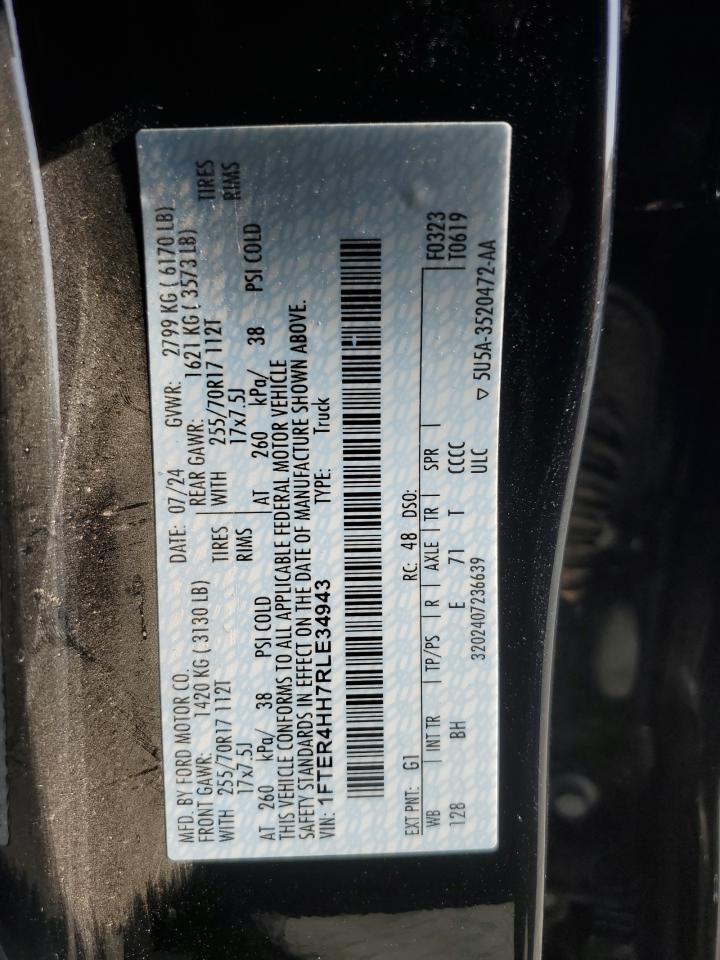 MFD. BY FORD MOTOR CO. DATE: 07/24 GVWR: 2799 KG ( 6170 LB)
FRONT GAWR: 1420 KG ( 3130 LB) REAR GAWR: 1621 KG ( 3573 LB)
WITH 255/70R17 112T TIRES WITH 255/70R17 112T TIRES
17x7.5J RIMS 17x7.5J RIMS
AT 260 kPa/ 38 PSI COLD AT 260 kPa/ 38 PSI COLD
THIS VEHICLE CONFORMS TO ALL APPLICABLE FEDERAL MOTOR VEHICLE
SAFETY STANDARDS IN EFFECT ON THE DATE OF MANUFACTURE SHOWN ABOVE.
VIN: 1FTER4HH7RLE34943 TYPE: Truck
EXT PNT: G1 RC: 48 DSO: F0323
WB INT TR TP/PS R AXLE TR SPR T0619
128 BH E 71 T CCCC
3202407236639 ULC ▽ 5U5A-3520472-AA